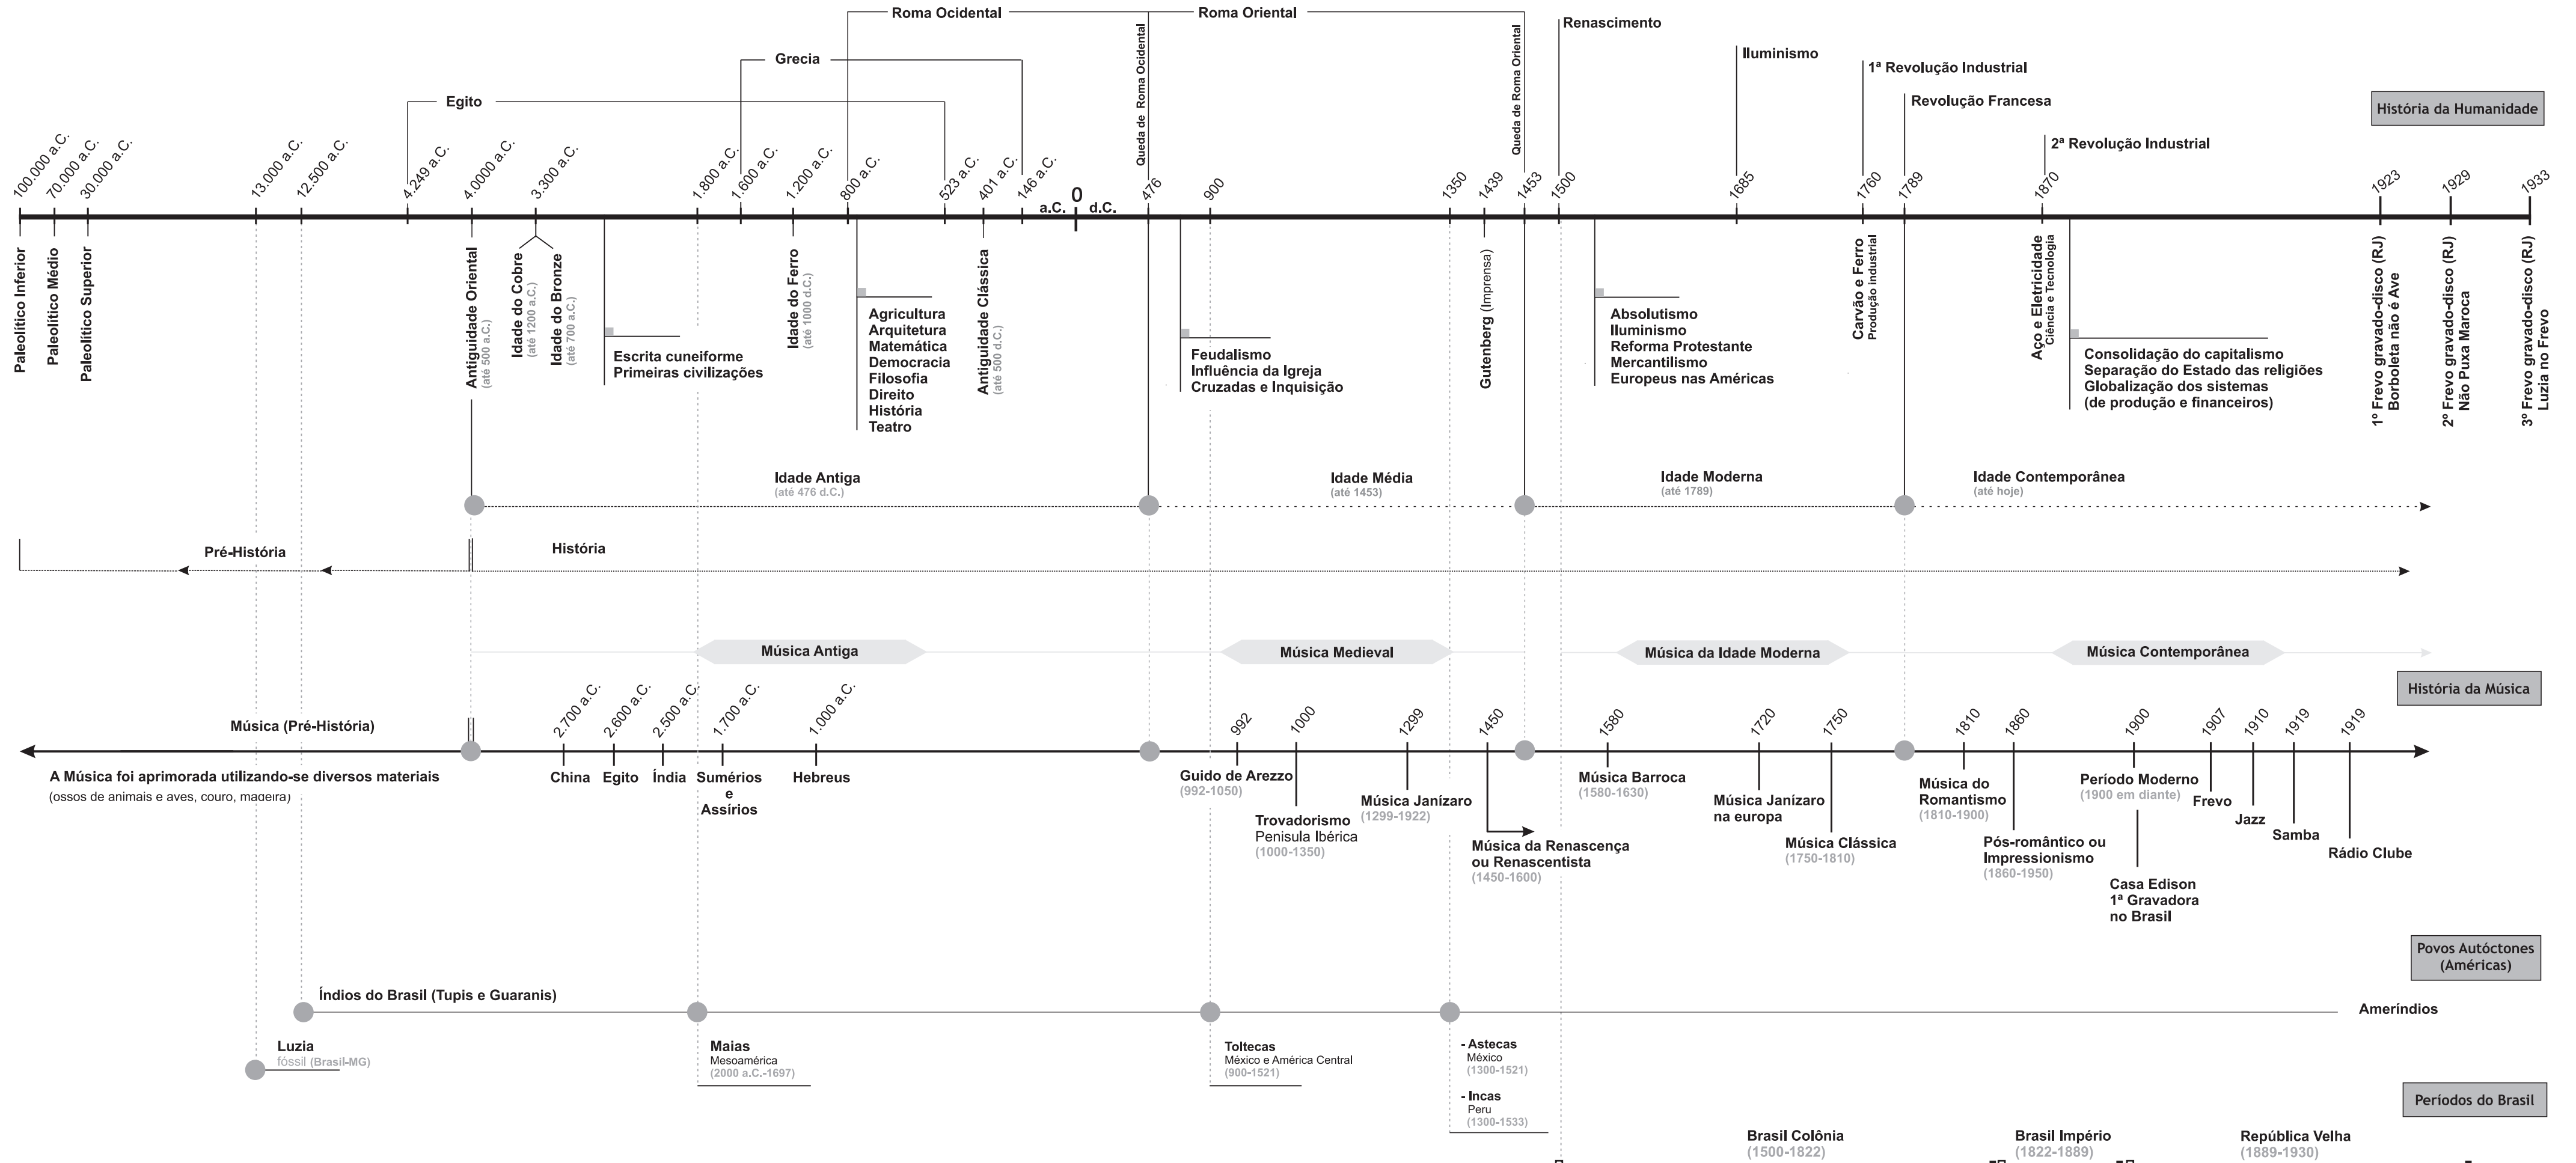 Roma Ocidental
Roma Oriental
Renascimento
Grecia
Iluminismo
1ª Revolução Industrial
Egito
Revolução Francesa
História da Humanidade
2ª Revolução Industrial
Queda de Roma Ocidental
Queda de Roma Oriental
100.000 a.C.
70.000 a.C.
30.000 a.C.
13.000 a.C.
12.500 a.C.
4.249 a.C.
4.0000 a.C.
3.300 a.C.
1.800 a.C.
1.600 a.C.
1.200 a.C.
800 a.C.
523 a.C.
401 a.C.
146 a.C.
0
a.C.
d.C.
476
900
1350
1439
1453
1500
1685
1760
1789
1870
1923
1929
1933
Paleolítico Inferior
Paleolítico Médio
Paleolítico Superior
Antiguidade Oriental
(até 500 a.C.)
Idade do Cobre
(até 1200 a.C.)
Idade do Bronze
(até 700 a.C.)
Escrita cuneiforme
Primeiras civilizações
Idade do Ferro
(até 1000 d.C.)
Agricultura
Arquitetura
Matemática
Democracia
Filosofia
Direito
História
Teatro
Antiguidade Clássica
(até 500 d.C.)
Feudalismo
Influência da Igreja
Cruzadas e Inquisição
Gutenberg (Imprensa)
Absolutismo
Iluminismo
Reforma Protestante
Mercantilismo
Europeus nas Américas
Carvão e Ferro
Produção industrial
Aço e Eletricidade
Ciência e Tecnologia
Consolidação do capitalismo
Separação do Estado das religiões
Globalização dos sistemas
(de produção e financeiros)
1º Frevo gravado-disco (RJ)
Borboleta não é Ave
2º Frevo gravado-disco (RJ)
Não Puxa Maroca
3º Frevo gravado-disco (RJ)
Luzia no Frevo
Idade Antiga
(até 476 d.C.)
Idade Média
(até 1453)
Idade Moderna
(até 1789)
Idade Contemporânea
(até hoje)
Pré-História
História
Música Antiga
Música Medieval
Música da Idade Moderna
Música Contemporânea
História da Música
Música (Pré-História)
2.700 a.C.
2.600 a.C.
2.500 a.C.
1.700 a.C.
1.000 a.C.
992
1000
1299
1450
1580
1720
1750
1810
1860
1900
1907
1910
1919
1919
A Música foi aprimorada utilizando-se diversos materiais
(ossos de animais e aves, couro, madeira)
China
Egito
Índia
Sumérios
e
Assírios
Hebreus
Guido de Arezzo
(992-1050)
Trovadorismo
Penisula Ibérica
(1000-1350)
Música Janízaro
(1299-1922)
Música da Renascença
ou Renascentista
(1450-1600)
Música Barroca
(1580-1630)
Música Janízaro
na europa
Música Clássica
(1750-1810)
Música do
Romantismo
(1810-1900)
Pós-romântico ou
Impressionismo
(1860-1950)
Período Moderno
(1900 em diante)
Casa Edison
1ª Gravadora
no Brasil
Frevo
Jazz
Samba
Rádio Clube
Povos Autóctones
(Américas)
Índios do Brasil (Tupis e Guaranis)
Ameríndios
Luzia
fóssil (Brasil-MG)
Maias
Mesoamérica
(2000 a.C.-1697)
Toltecas
México e América Central
(900-1521)
- Astecas
México
(1300-1521)
- Incas
Peru
(1300-1533)
Períodos do Brasil
Brasil Colônia
(1500-1822)
Brasil Império
(1822-1889)
República Velha
(1889-1930)